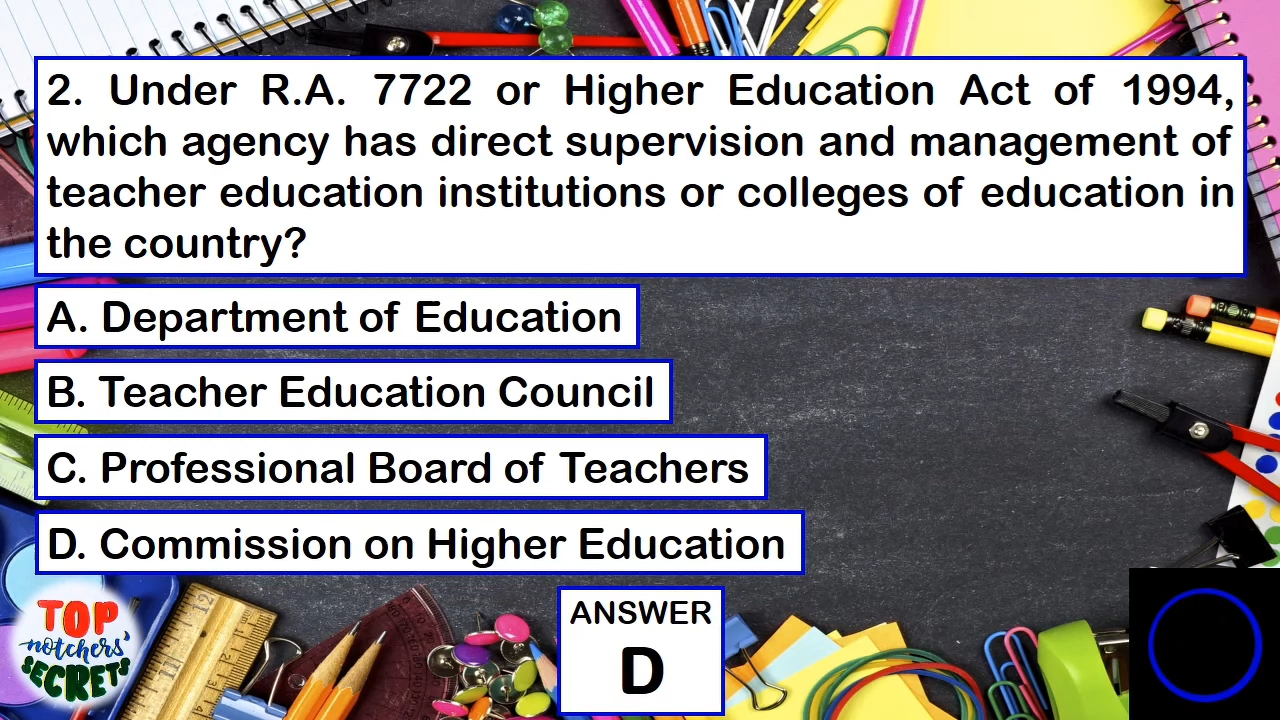 2. Under R.A. 7722 or Higher Education Act of 1994,
which agency has direct supervision and management of
teacher education institutions or colleges of education in
the country?
A. Department of Education
B. Teacher Education Council
C. Professional Board of Teachers
D. Commission on Higher Education
ANSWER
D
TOP
notchers'
SECRETS